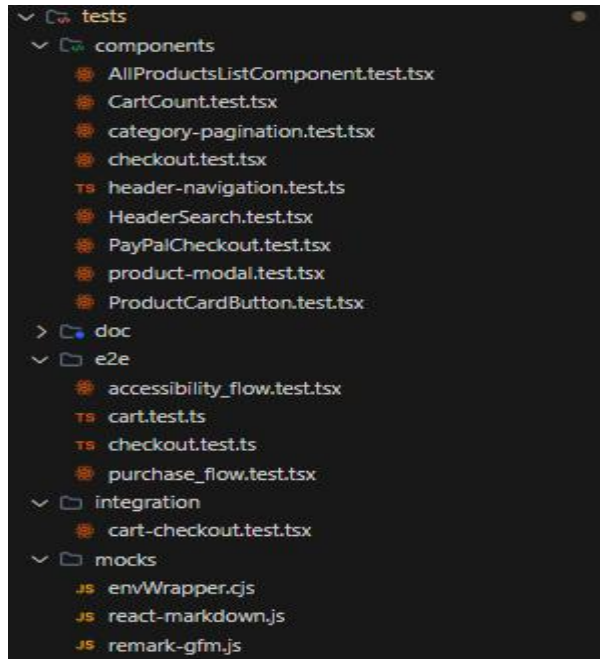 tests
components
AllProductsListComponent.test.tsx
CartCount.test.tsx
category-pagination.test.tsx
checkout.test.tsx
TS header-navigation.test.ts
HeaderSearch.test.tsx
PayPalCheckout.test.tsx
product-modal.test.tsx
ProductCardButton.test.tsx
doc
e2e
accessibility_flow.test.tsx
TS cart.test.ts
TS checkout.test.ts
purchase_flow.test.tsx
integration
cart-checkout.test.tsx
mocks
JS envWrapper.cjs
JS react-markdown.js
JS remark-gfm.js